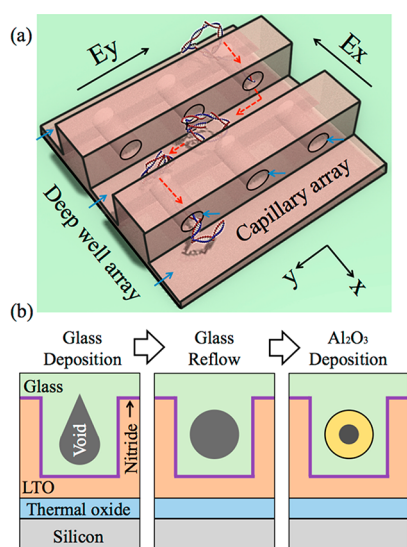 (a)
Ey
Ex
Deep well array
Capillary array
y
x
(b)
Glass
Deposition
Glass
Reflow
Al₂O₃
Deposition
Glass
Void
Nitride
LTO
Thermal oxide
Silicon